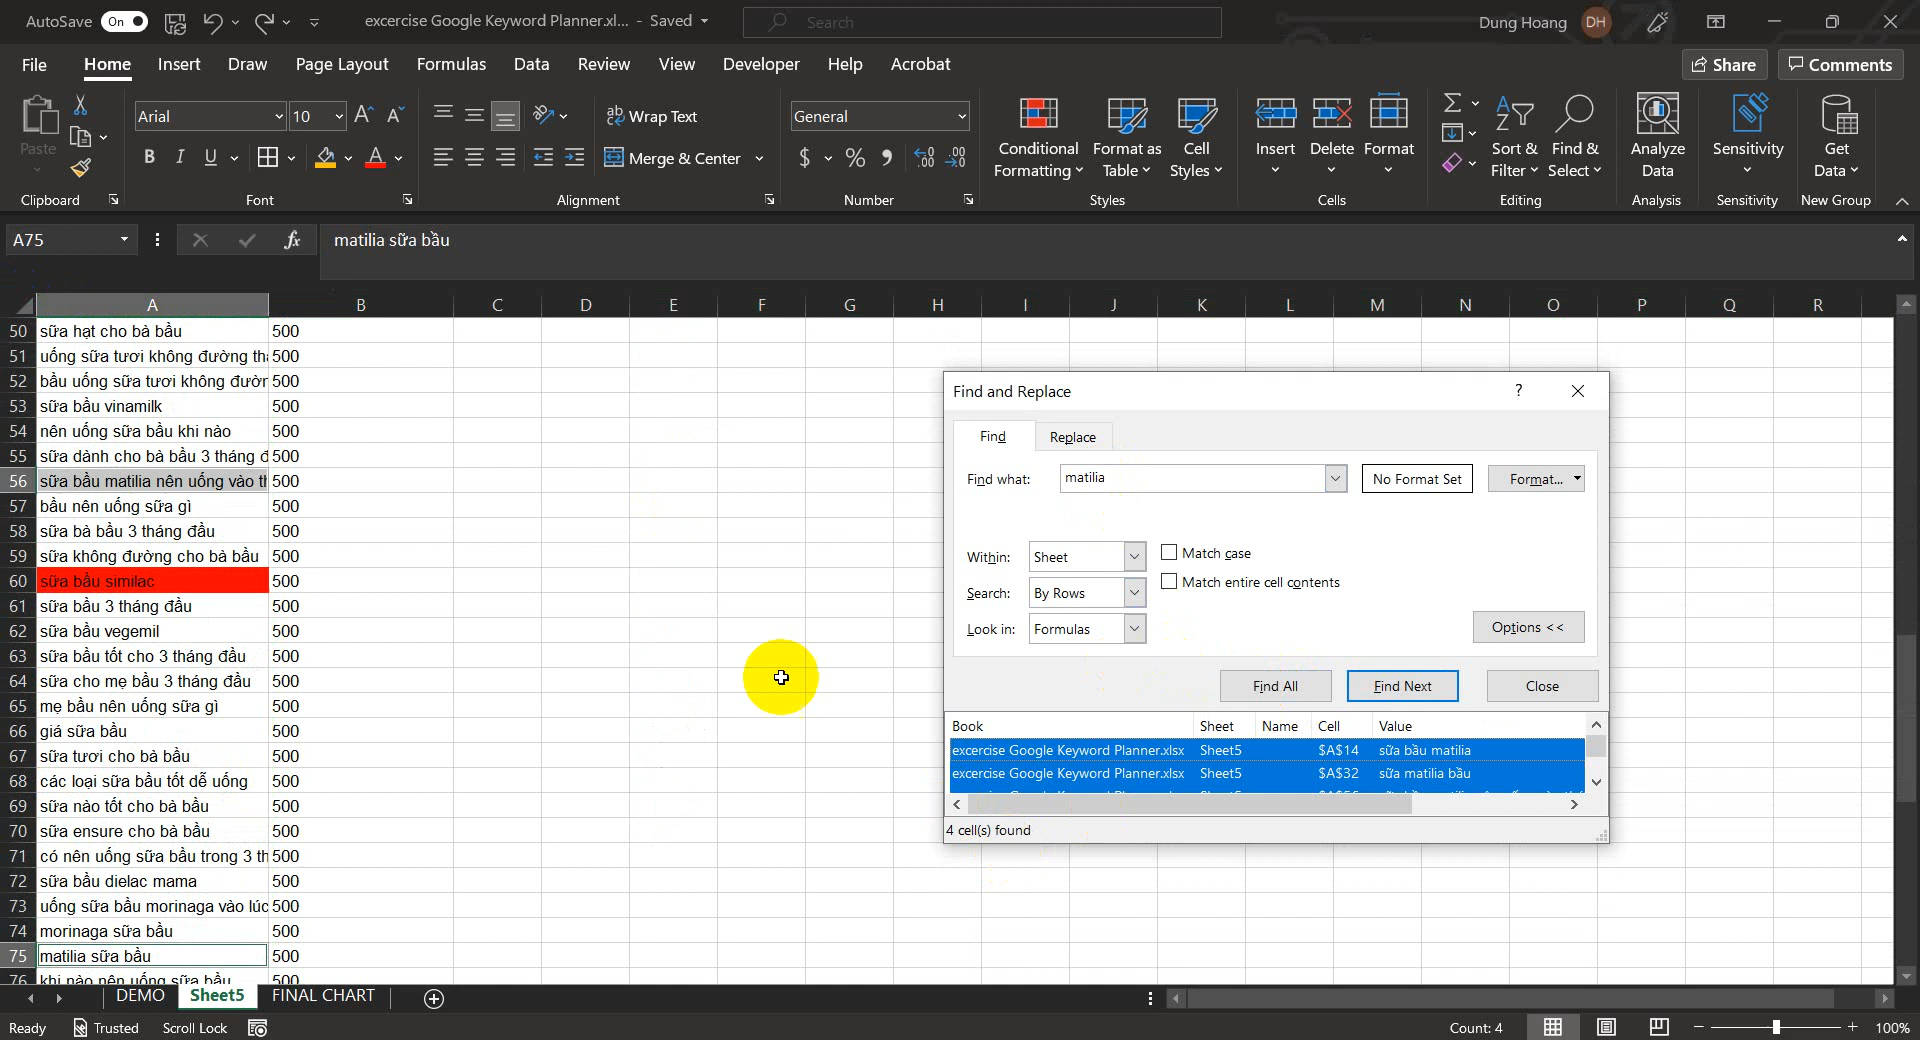 AutoSave On excercise Google Keyword Planner.xl... - Saved Search Dung Hoang DH
File Home Insert Draw Page Layout Formulas Data Review View Developer Help Acrobat Share Comments
Paste
Arial 10
Wrap Text
General
Conditional Formatting
Format as Table
Cell Styles
Insert
Delete
Format
Sort & Filter
Find & Select
Analyze Data
Sensitivity
Get Data
B I U
Merge & Center
$ % 9
Clipboard Font Alignment Number Styles Cells Editing Analysis Sensitivity New Group
A75 fx matilia sữa bầu
A B C D E F G H I J K L M N O P Q R
50 sữa hạt cho bà bầu 500
51 uống sữa tươi không đường th 500
52 bầu uống sữa tươi không đườn 500
53 sữa bầu vinamilk 500
54 nên uống sữa bầu khi nào 500
55 sữa dành cho bà bầu 3 tháng đ 500
56 sữa bầu matilia nên uống vào th 500
57 bầu nên uống sữa gì 500
58 sữa bà bầu 3 tháng đầu 500
59 sữa không đường cho bà bầu 500
60 sữa bầu similac 500
61 sữa bầu 3 tháng đầu 500
62 sữa bầu vegemil 500
63 sữa bầu tốt cho 3 tháng đầu 500
64 sữa cho mẹ bầu 3 tháng đầu 500
65 mẹ bầu nên uống sữa gì 500
66 giá sữa bầu 500
67 sữa tươi cho bà bầu 500
68 các loại sữa bầu tốt dễ uống 500
69 sữa nào tốt cho bà bầu 500
70 sữa ensure cho bà bầu 500
71 có nên uống sữa bầu trong 3 th 500
72 sữa bầu dielac mama 500
73 uống sữa bầu morinaga vào lúc 500
74 morinaga sữa bầu 500
75 matilia sữa bầu 500
76 khi nào nên uống sữa bầu 500
Find and Replace ?
Find Replace
Find what: matilia No Format Set Format...
Within: Sheet Match case
Search: By Rows Match entire cell contents
Look in: Formulas
Options <<
Find All Find Next Close
Book Sheet Name Cell Value
excercise Google Keyword Planner.xlsx Sheet5 $A$14 sữa bầu matilia
excercise Google Keyword Planner.xlsx Sheet5 $A$32 sữa matilia bầu
4 cell(s) found
DEMO Sheet5 FINAL CHART
Ready Trusted Scroll Lock Count: 4 100%